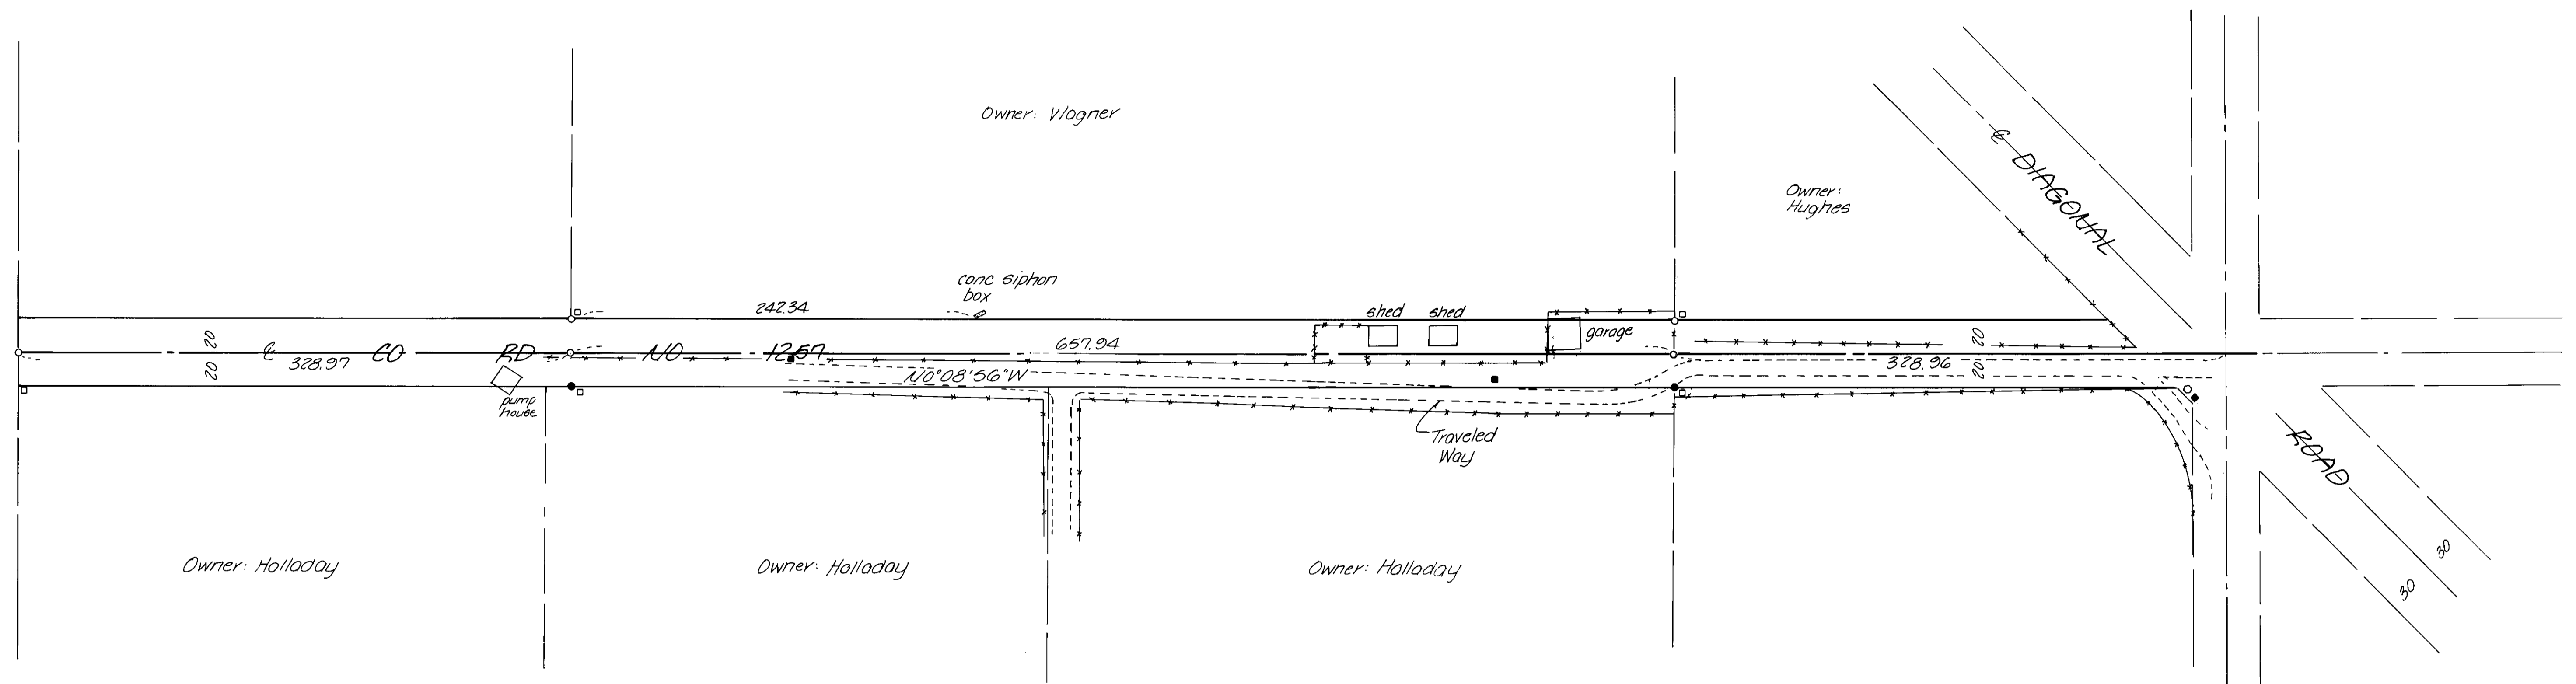 Owner: Wagner
Owner:
Hughes
℄ DIAGONAL
ROAD
conc siphon
box
242.34
shed
shed
garage
20
20
℄ CO RD NO 1257
328.97
657.94
N0°08'56"W
328.96
20
20
pump
house
Traveled
Way
Owner: Holladay
Owner: Holladay
Owner: Holladay
30
30